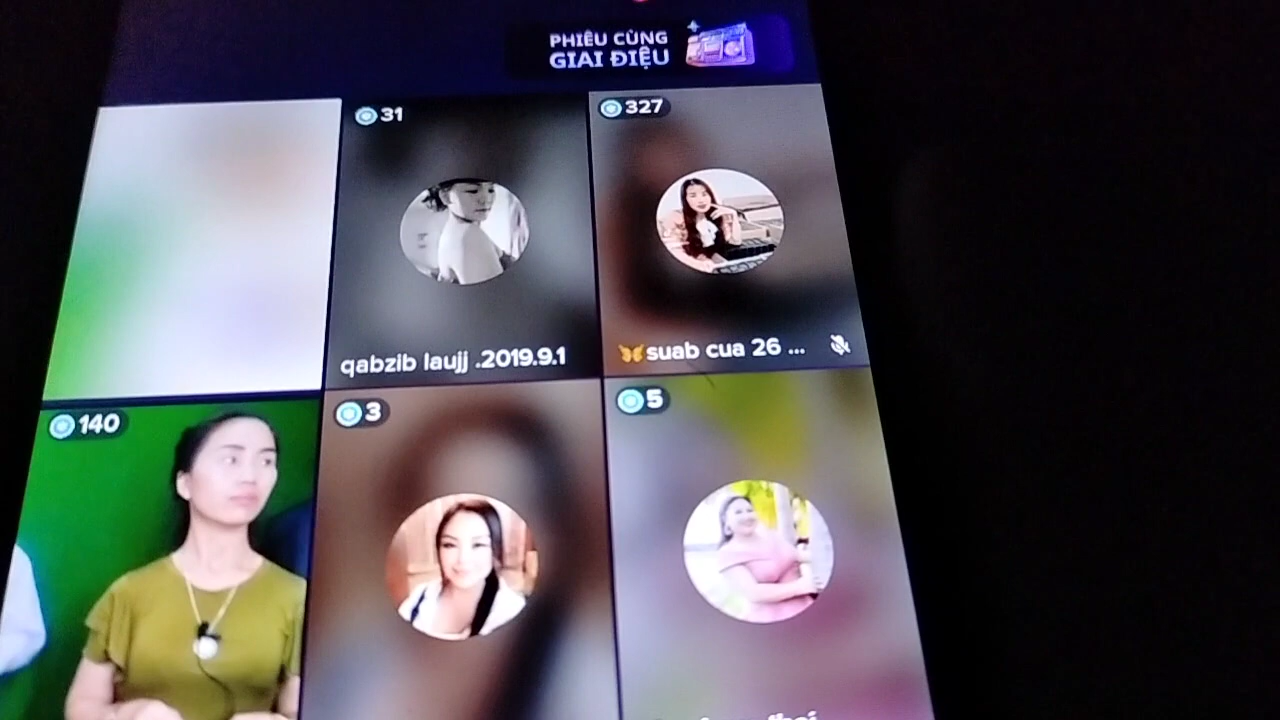 PHIÊU CÙNG
GIAI ĐIỆU
31
327
qabzib laujj .2019.9.1
suab cua 26 ...
140
3
5